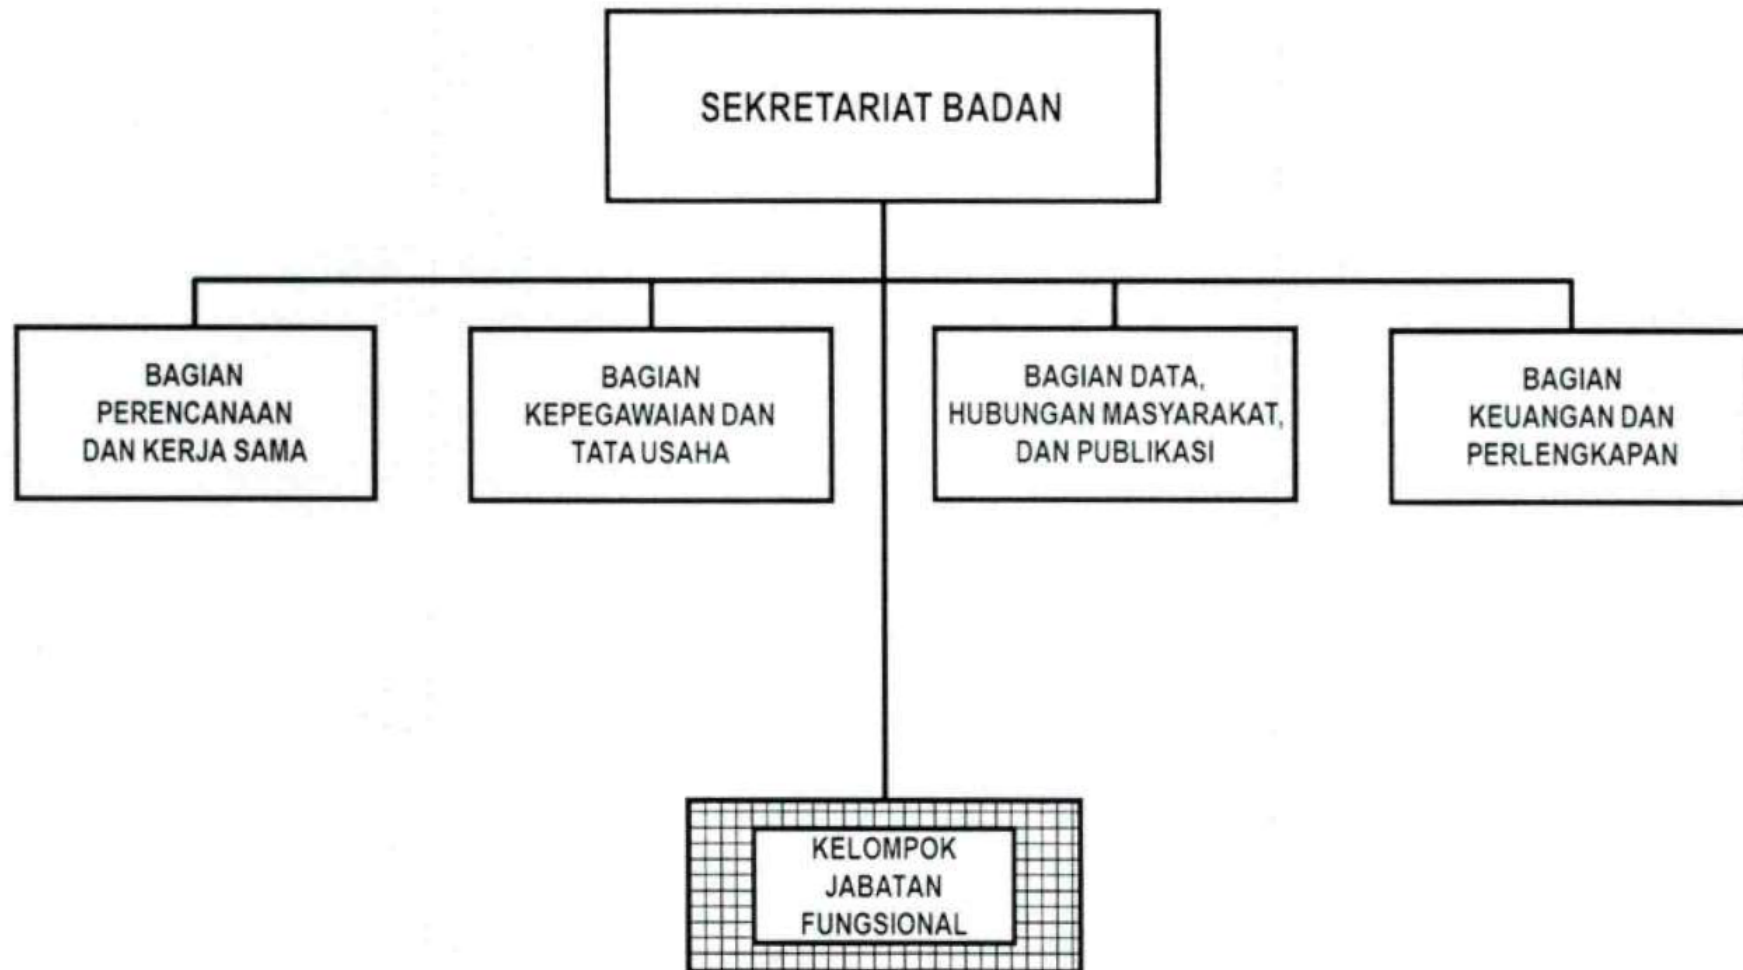 SEKRETARIAT BADAN
BAGIAN
PERENCANAAN
DAN KERJA SAMA
BAGIAN
KEPEGAWAIAN DAN
TATA USAHA
BAGIAN DATA,
HUBUNGAN MASYARAKAT,
DAN PUBLIKASI
BAGIAN
KEUANGAN DAN
PERLENGKAPAN
KELOMPOK
JABATAN
FUNGSIONAL